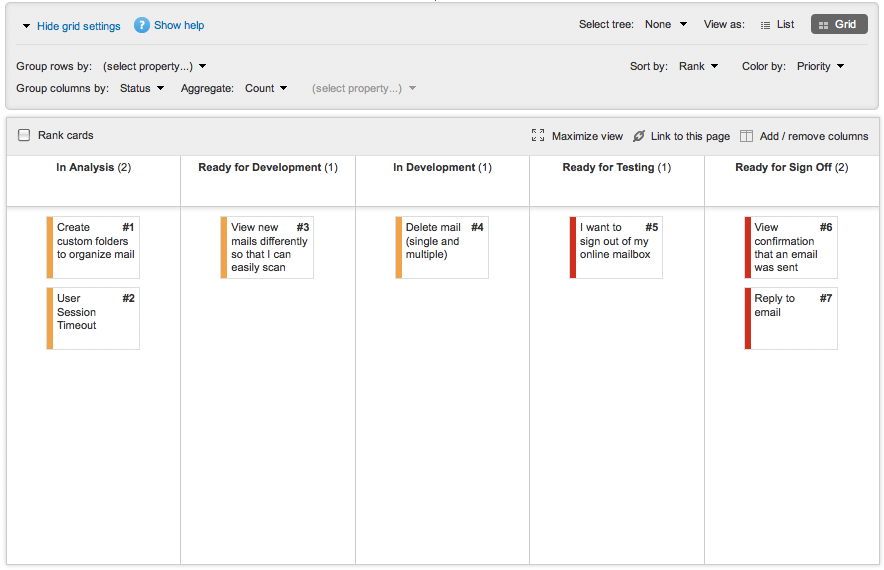 Hide grid settings ? Show help Select tree: None View as: List Grid
Group rows by: (select property...) Sort by: Rank Color by: Priority
Group columns by: Status Aggregate: Count (select property...)
Rank cards Maximize view Link to this page Add / remove columns
In Analysis (2) Ready for Development (1) In Development (1) Ready for Testing (1) Ready for Sign Off (2)
Create #1
custom folders
to organize mail
User #2
Session
Timeout
View new #3
mails differently
so that I can
easily scan
Delete mail #4
(single and
multiple)
I want to #5
sign out of my
online mailbox
View #6
confirmation
that an email
was sent
Reply to #7
email